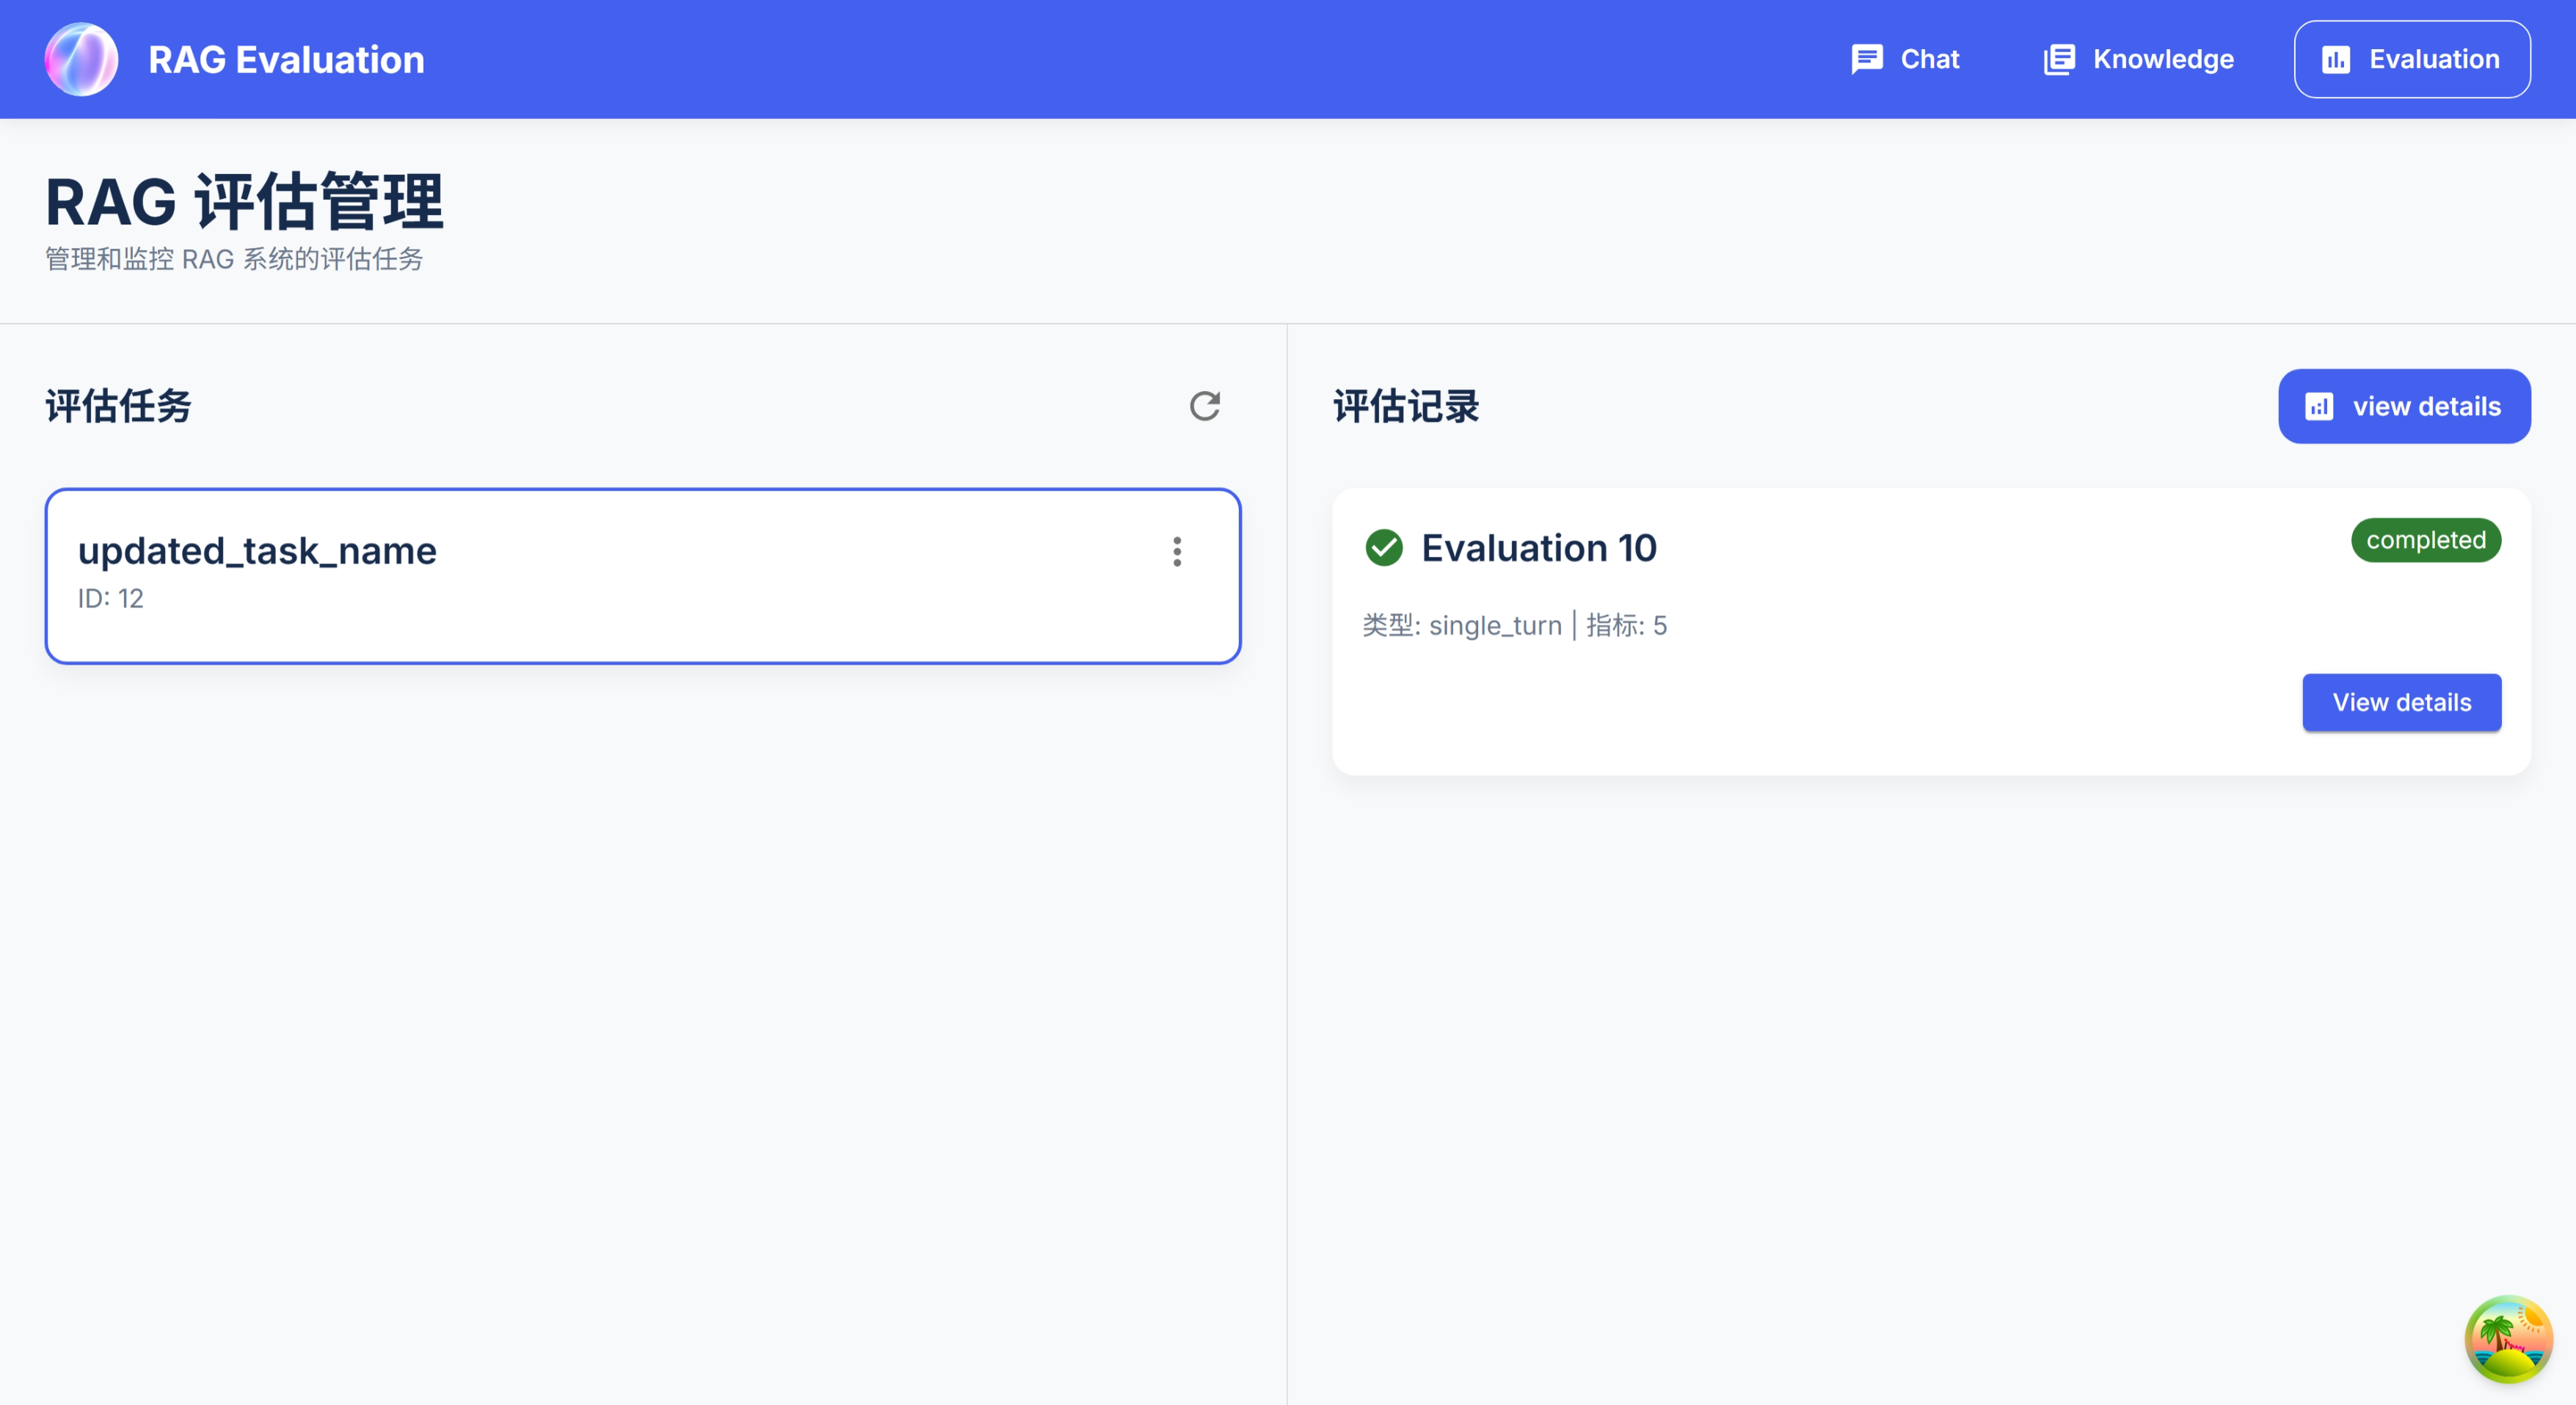 RAG Evaluation
Chat
Knowledge
Evaluation
RAG 评估管理
管理和监控 RAG 系统的评估任务
评估任务
updated_task_name
ID: 12
评估记录
view details
Evaluation 10
completed
类型: single_turn | 指标: 5
View details